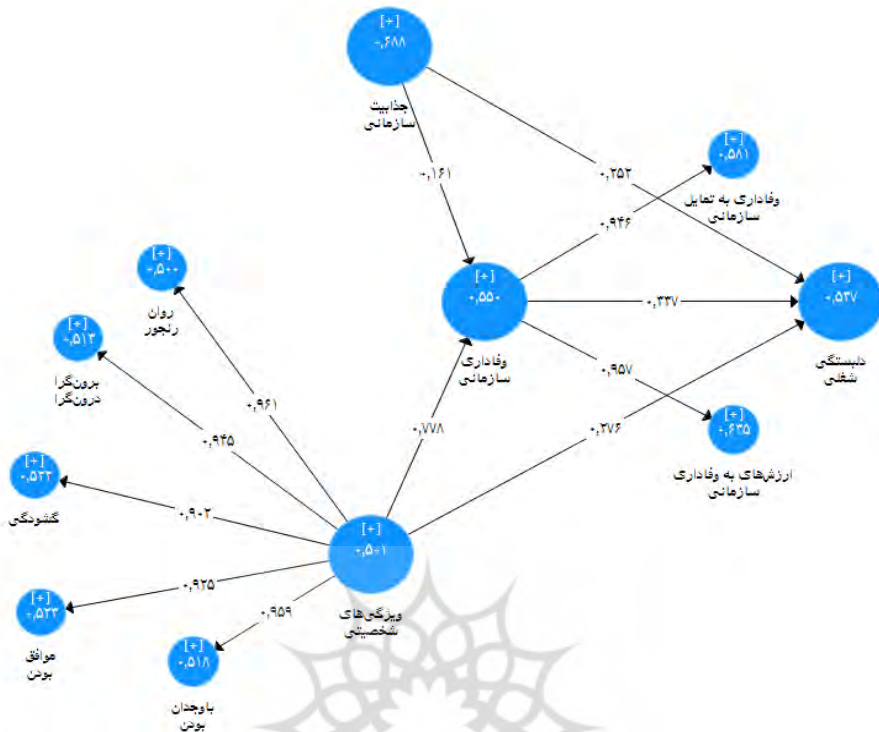 [+]
۰,۶۸۸
جذابیت
سازمانی
۰,۱۶۱
۰,۲۵۲
[+]
۰,۵۸۱
وفاداری به تمایل
سازمانی
۰,۹۴۶
[+]
۰,۵۰۰
روان
رنجور
[+]
۰,۵۵۰
وفاداری
سازمانی
۰,۳۳۷
[+]
۰,۵۳۷
دلبستگی
شغلی
[+]
۰,۵۱۳
برون‌گرا
درون‌گرا
۰,۹۵۷
۰,۹۶۱
۰,۹۴۵
۰,۷۷۸
۰,۲۷۶
[+]
۰,۶۳۵
ارزش‌های به وفاداری
سازمانی
[+]
گشودگی
۰,۹۰۲
[+]
۰,۵۰۱
ویژگی‌های
شخصیتی
۰,۹۲۵
۰,۹۵۹
[+]
۰,۵۲۳
موافق
بودن
[+]
۰,۵۱۸
باوجدان
بودن